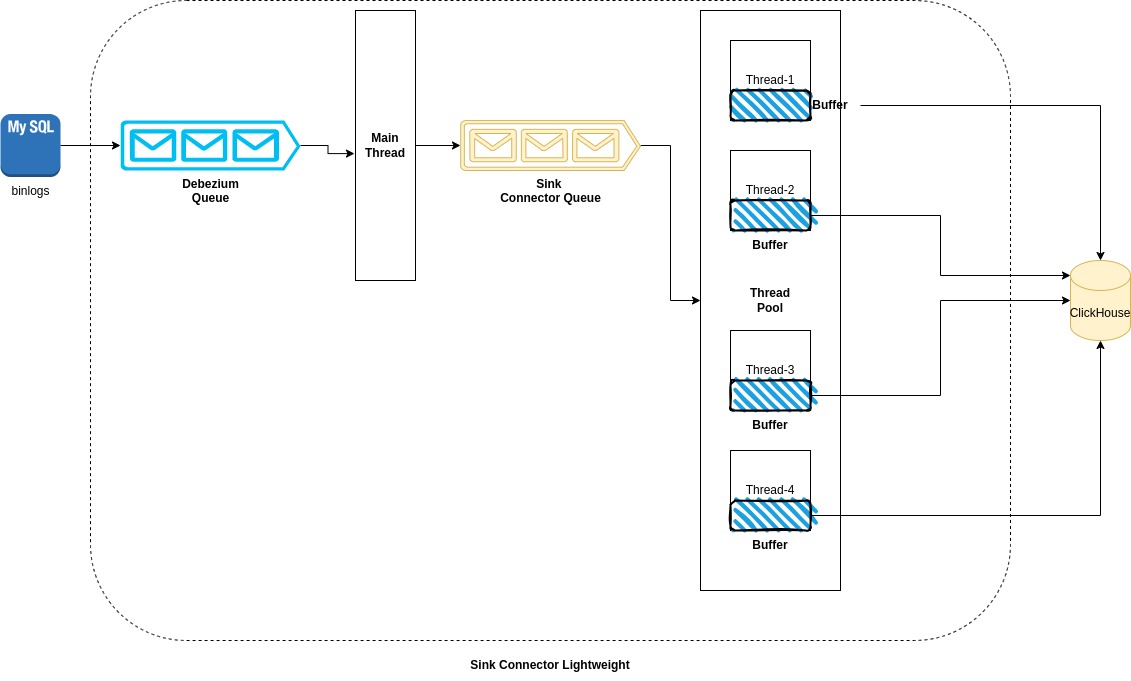 My SQL
binlogs
Debezium
Queue
Main
Thread
Sink
Connector Queue
Thread-1
Buffer
Thread-2
Buffer
Thread
Pool
Thread-3
Buffer
Thread-4
Buffer
ClickHouse
Sink Connector Lightweight